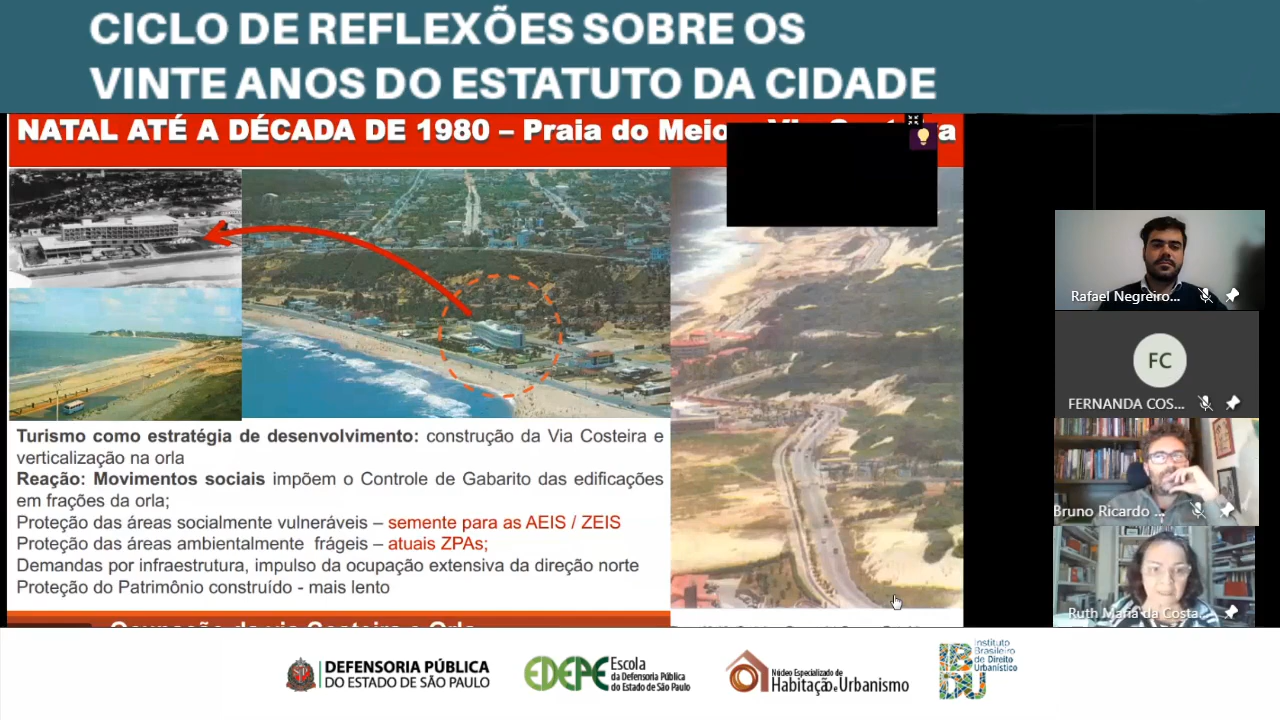 CICLO DE REFLEXÕES SOBRE OS
VINTE ANOS DO ESTATUTO DA CIDADE
NATAL ATÉ A DÉCADA DE 1980 – Praia do Meio
Turismo como estratégia de desenvolvimento: construção da Via Costeira e
verticalização na orla
Reação: Movimentos sociais impõem o Controle de Gabarito das edificações
em frações da orla;
Proteção das áreas socialmente vulneráveis – semente para as AEIS / ZEIS
Proteção das áreas ambientalmente frágeis – atuais ZPAs;
Demandas por infraestrutura, impulso da ocupação extensiva da direção norte
Proteção do Patrimônio construído - mais lento
Rafael Negreiro...
FC
FERNANDA COS...
Bruno Ricardo ...
Ruth Maria da Costa
DEFENSORIA PÚBLICA
DO ESTADO DE SÃO PAULO
EDEPE
Escola
da Defensoria Pública
do Estado de São Paulo
Núcleo Especializado de
Habitação e Urbanismo
IBDU
Instituto
Brasileiro
de Direito
Urbanístico